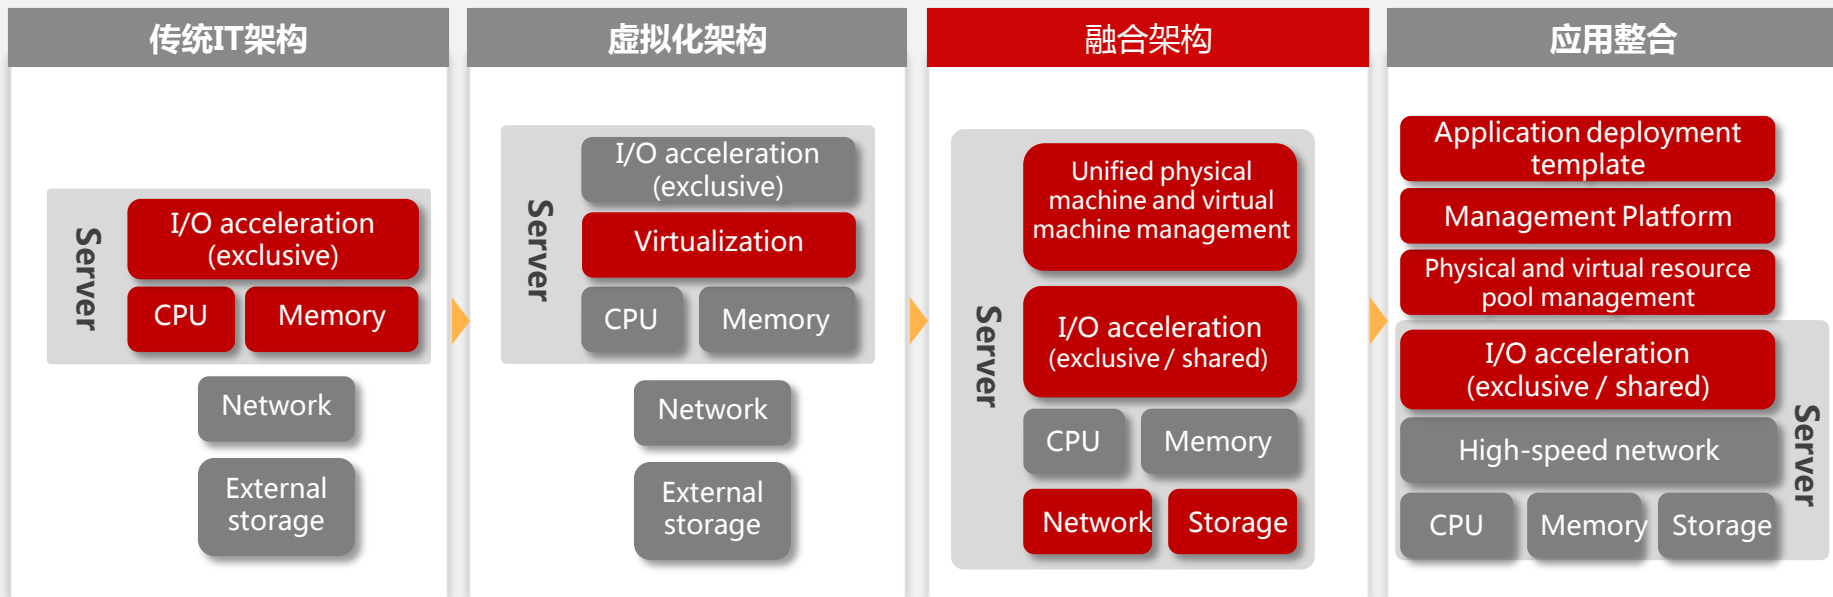 传统IT架构
Server
I/O acceleration
(exclusive)
CPU
Memory
Network
External
storage
虚拟化架构
Server
I/O acceleration
(exclusive)
Virtualization
CPU
Memory
Network
External
storage
融合架构
Server
Unified physical
machine and virtual
machine management
I/O acceleration
(exclusive / shared)
CPU
Memory
Network
Storage
应用整合
Application deployment
template
Management Platform
Physical and virtual resource
pool management
I/O acceleration
(exclusive / shared)
High-speed network
CPU
Memory
Storage
Server